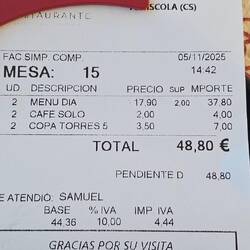 RESTAURANTE
PEÑISCOLA (CS)
FAC SIMP. COMP. 05/11/2025
MESA: 15 14:42
UD. DESCRIPCION PRECIO SUP IMPORTE
2 MENU DIA 17,90 2,00 37,80
2 CAFE SOLO 2,00 4,00
2 COPA TORRES 5 3,50 7,00
TOTAL 48,80 €
PENDIENTE D 48,80
E ATENDIÓ: SAMUEL
BASE % IVA IMP. IVA
44,36 10,00 4,44
GRACIAS POR SU VISITA